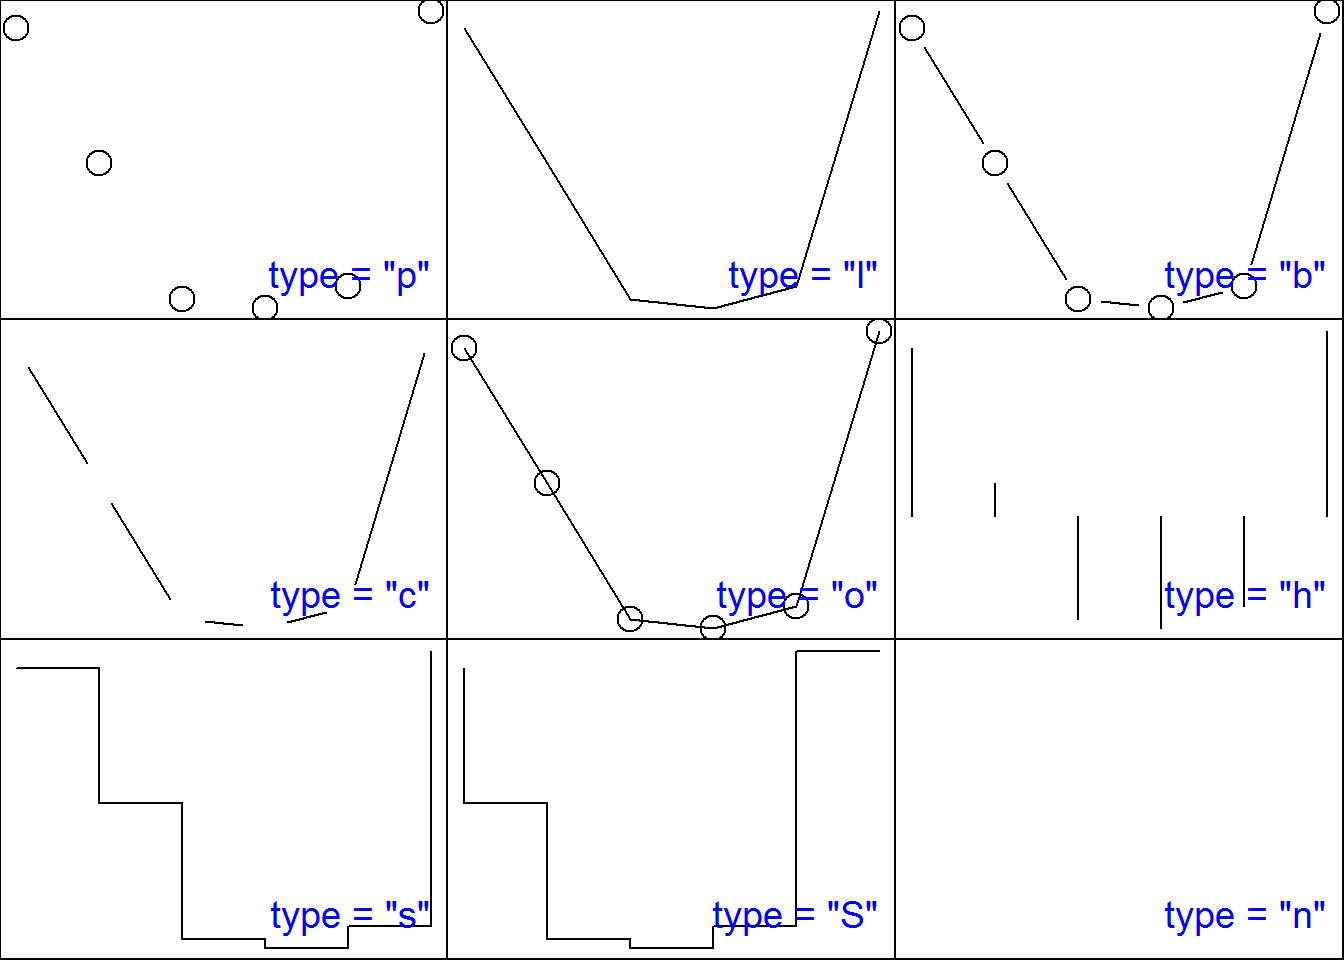 type = "p"
type = "l"
type = "b"
type = "c"
type = "o"
type = "h"
type = "s"
type = "S"
type = "n"